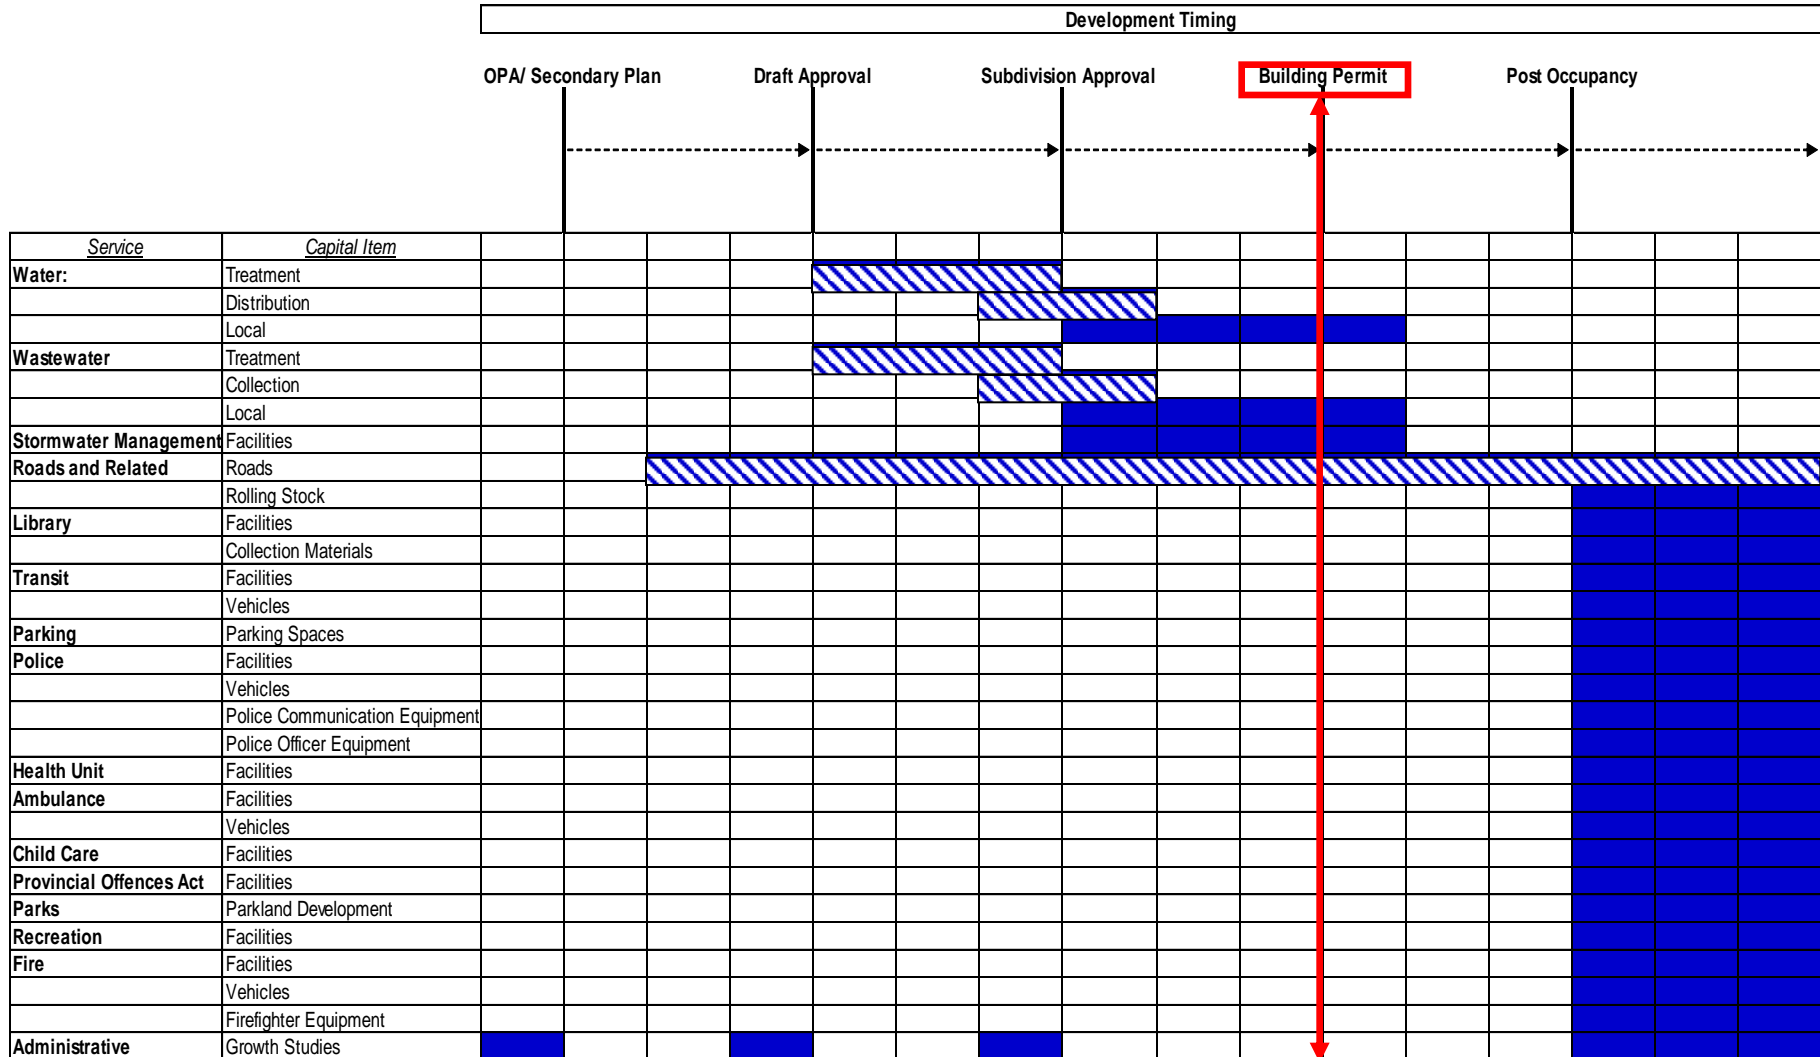 Development Timing
OPA/ Secondary Plan Draft Approval Subdivision Approval Building Permit Post Occupancy
Service Capital Item
Water: Treatment
Distribution
Local
Wastewater Treatment
Collection
Local
Stormwater Management Facilities
Roads and Related Roads
Rolling Stock
Library Facilities
Collection Materials
Transit Facilities
Vehicles
Parking Parking Spaces
Police Facilities
Vehicles
Police Communication Equipment
Police Officer Equipment
Health Unit Facilities
Ambulance Facilities
Vehicles
Child Care Facilities
Provincial Offences Act Facilities
Parks Parkland Development
Recreation Facilities
Fire Facilities
Vehicles
Firefighter Equipment
Administrative Growth Studies